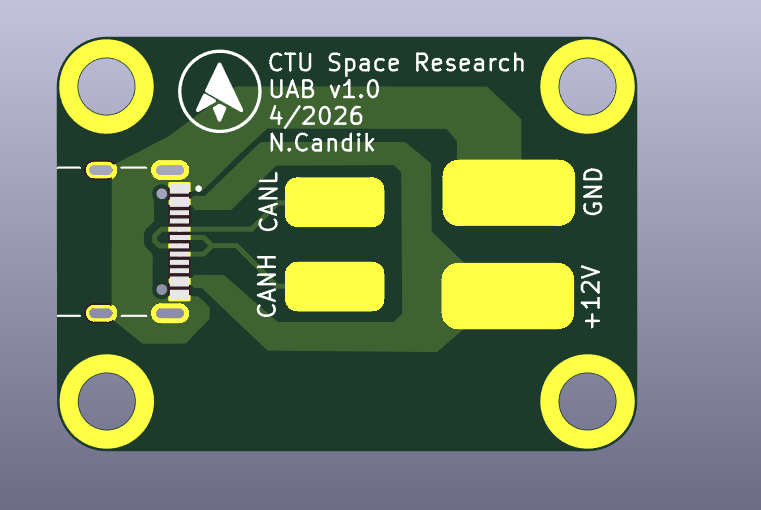 CTU Space Research
UAB v1.0
4/2026
N.Candik
CANL
GND
CANH
+12V